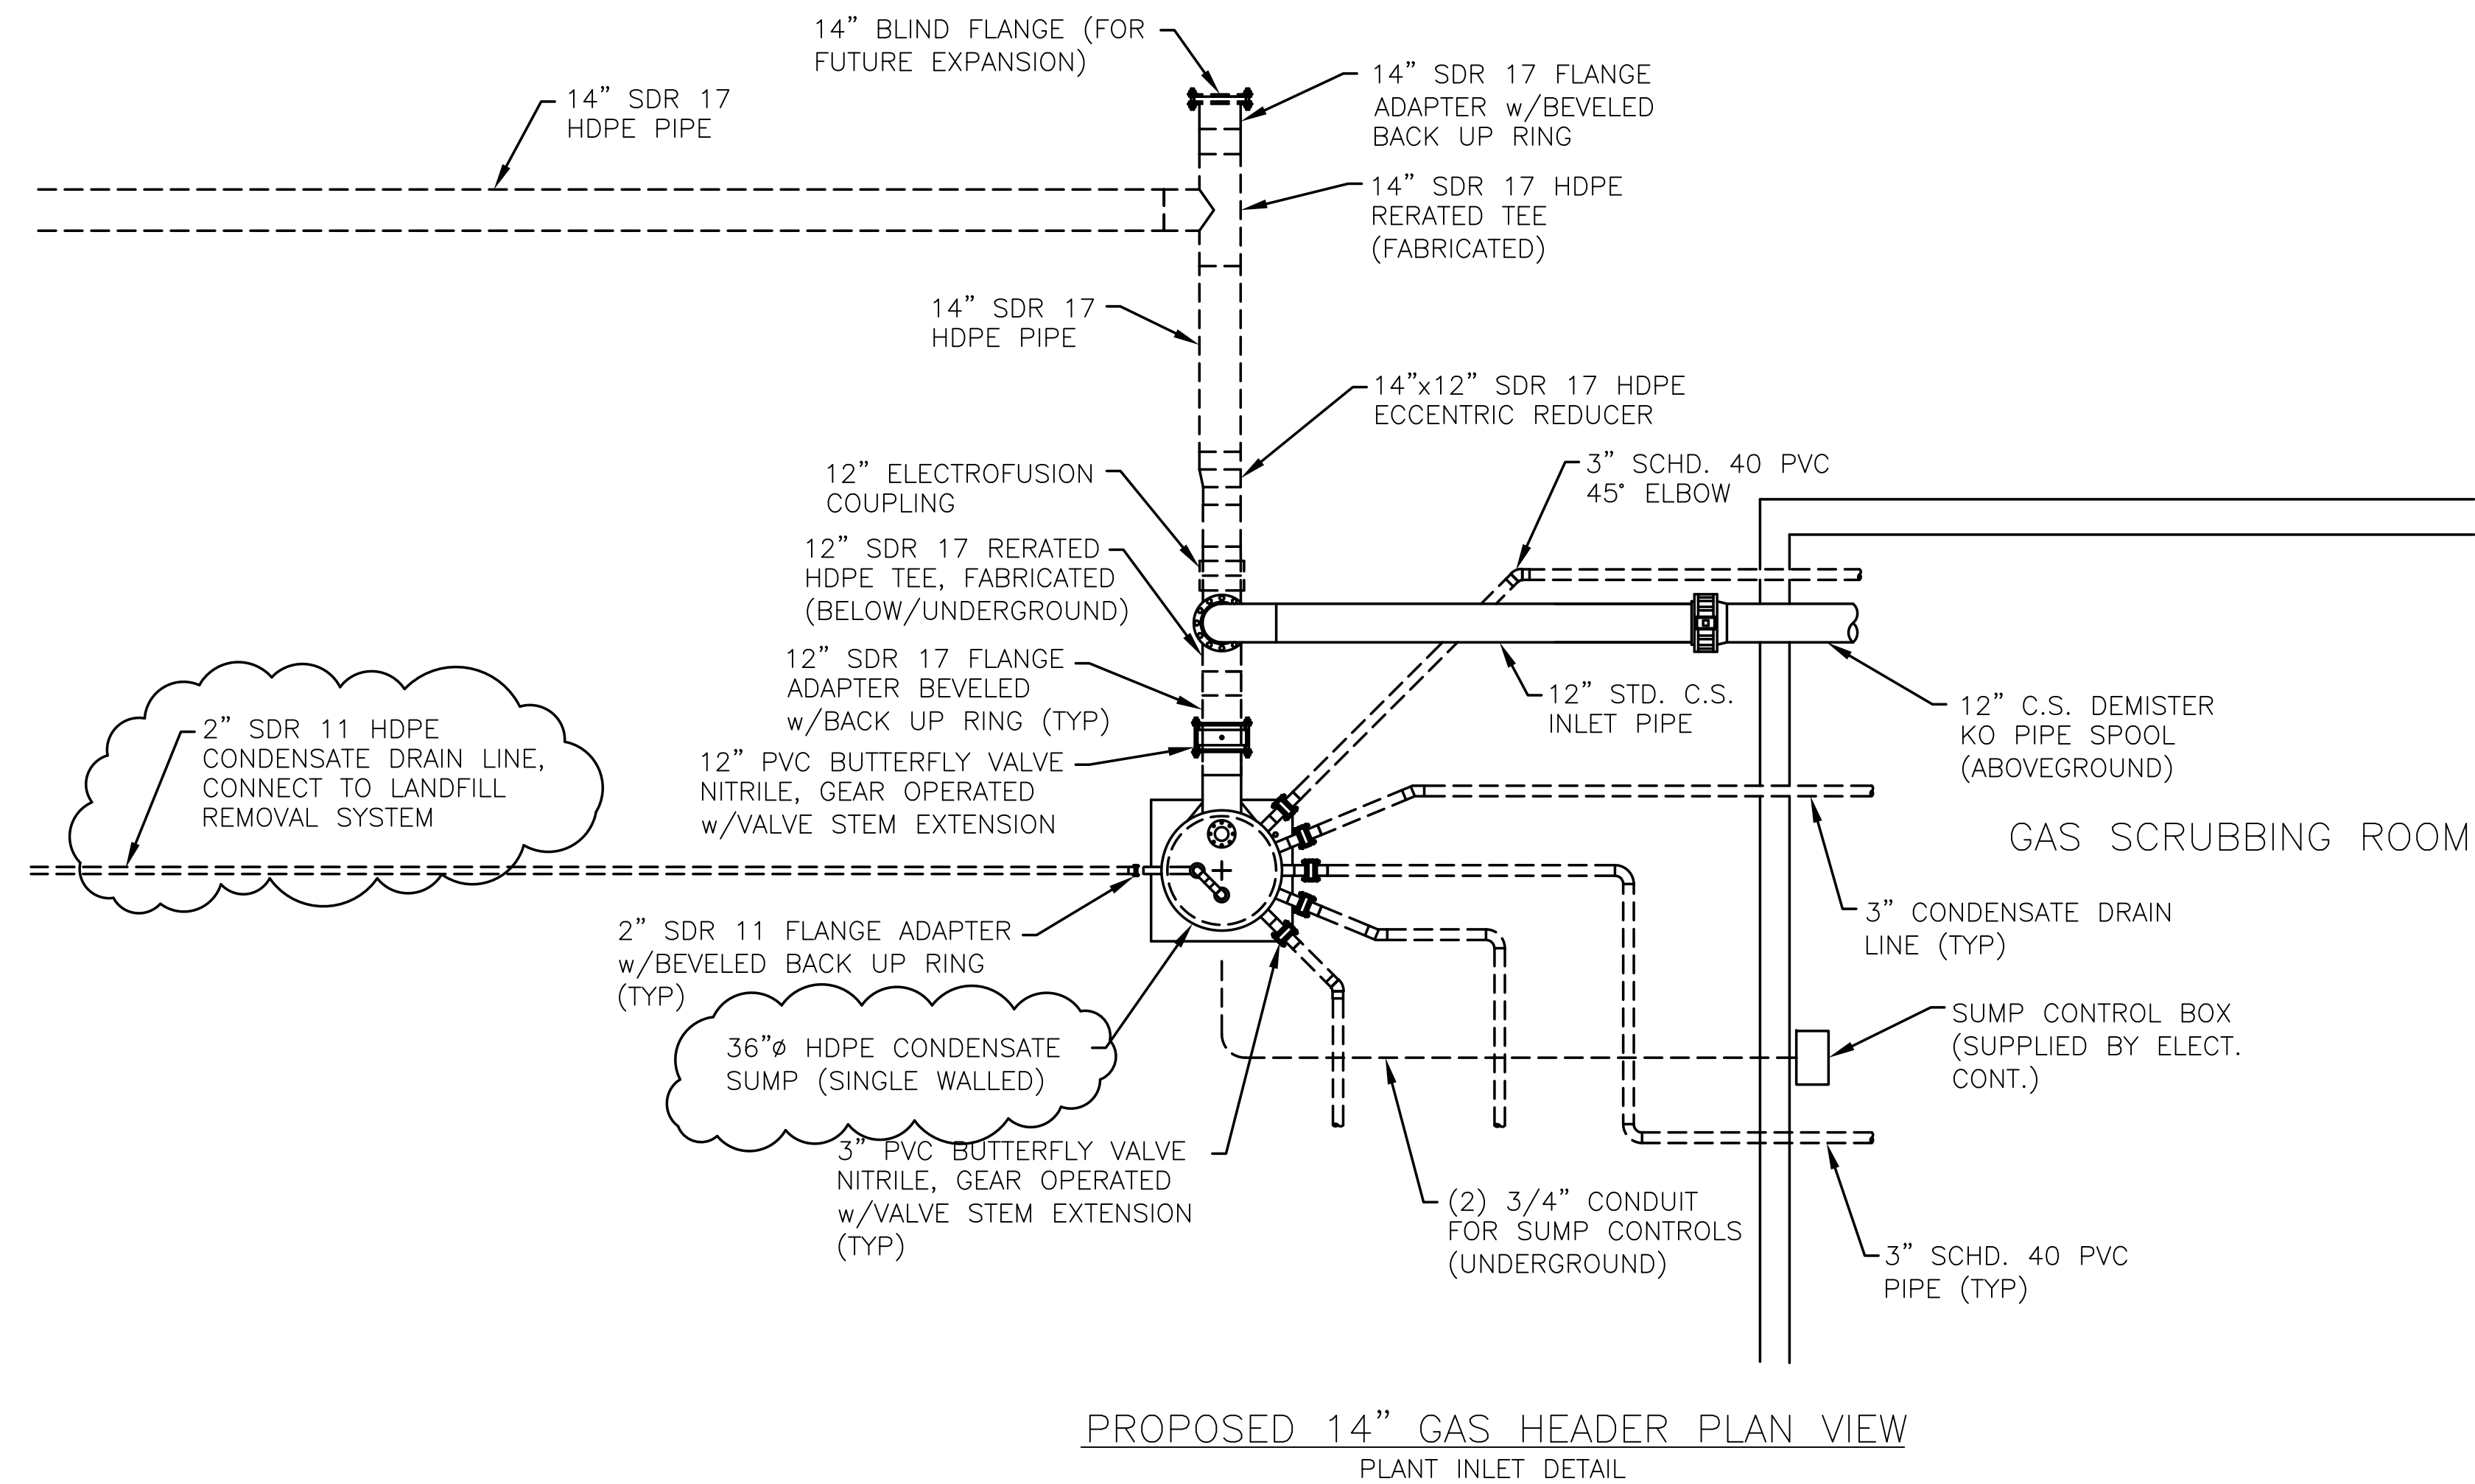 14" BLIND FLANGE (FOR
FUTURE EXPANSION)
14" SDR 17
HDPE PIPE
14" SDR 17 FLANGE
ADAPTER w/BEVELED
BACK UP RING
14" SDR 17 HDPE
RERATED TEE
(FABRICATED)
14" SDR 17
HDPE PIPE
14"x12" SDR 17 HDPE
ECCENTRIC REDUCER
12" ELECTROFUSION
COUPLING
3" SCHD. 40 PVC
45° ELBOW
12" SDR 17 RERATED
HDPE TEE, FABRICATED
(BELOW/UNDERGROUND)
12" SDR 17 FLANGE
ADAPTER BEVELED
w/BACK UP RING (TYP)
12" STD. C.S.
INLET PIPE
12" C.S. DEMISTER
KO PIPE SPOOL
(ABOVEGROUND)
2" SDR 11 HDPE
CONDENSATE DRAIN LINE,
CONNECT TO LANDFILL
REMOVAL SYSTEM
12" PVC BUTTERFLY VALVE
NITRILE, GEAR OPERATED
w/VALVE STEM EXTENSION
GAS SCRUBBING ROOM
3" CONDENSATE DRAIN
LINE (TYP)
2" SDR 11 FLANGE ADAPTER
w/BEVELED BACK UP RING
(TYP)
36"ø HDPE CONDENSATE
SUMP (SINGLE WALLED)
SUMP CONTROL BOX
(SUPPLIED BY ELECT.
CONT.)
3" PVC BUTTERFLY VALVE
NITRILE, GEAR OPERATED
w/VALVE STEM EXTENSION
(TYP)
(2) 3/4" CONDUIT
FOR SUMP CONTROLS
(UNDERGROUND)
3" SCHD. 40 PVC
PIPE (TYP)
PROPOSED 14" GAS HEADER PLAN VIEW
PLANT INLET DETAIL